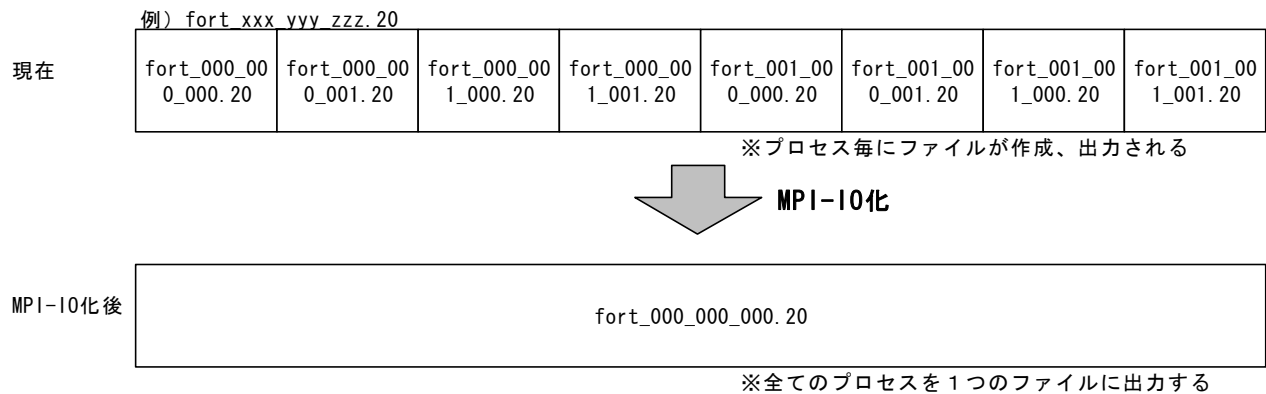 例) fort_xxx_yyy_zzz.20
現在
fort_000_00 fort_000_00 fort_000_00 fort_000_00 fort_001_00 fort_001_00 fort_001_00 fort_001_00
0_000.20 0_001.20 1_000.20 1_001.20 0_000.20 0_001.20 1_000.20 1_001.20
※プロセス毎にファイルが作成、出力される
MPI-IO化
MPI-IO化後
fort_000_000_000.20
※全てのプロセスを１つのファイルに出力する